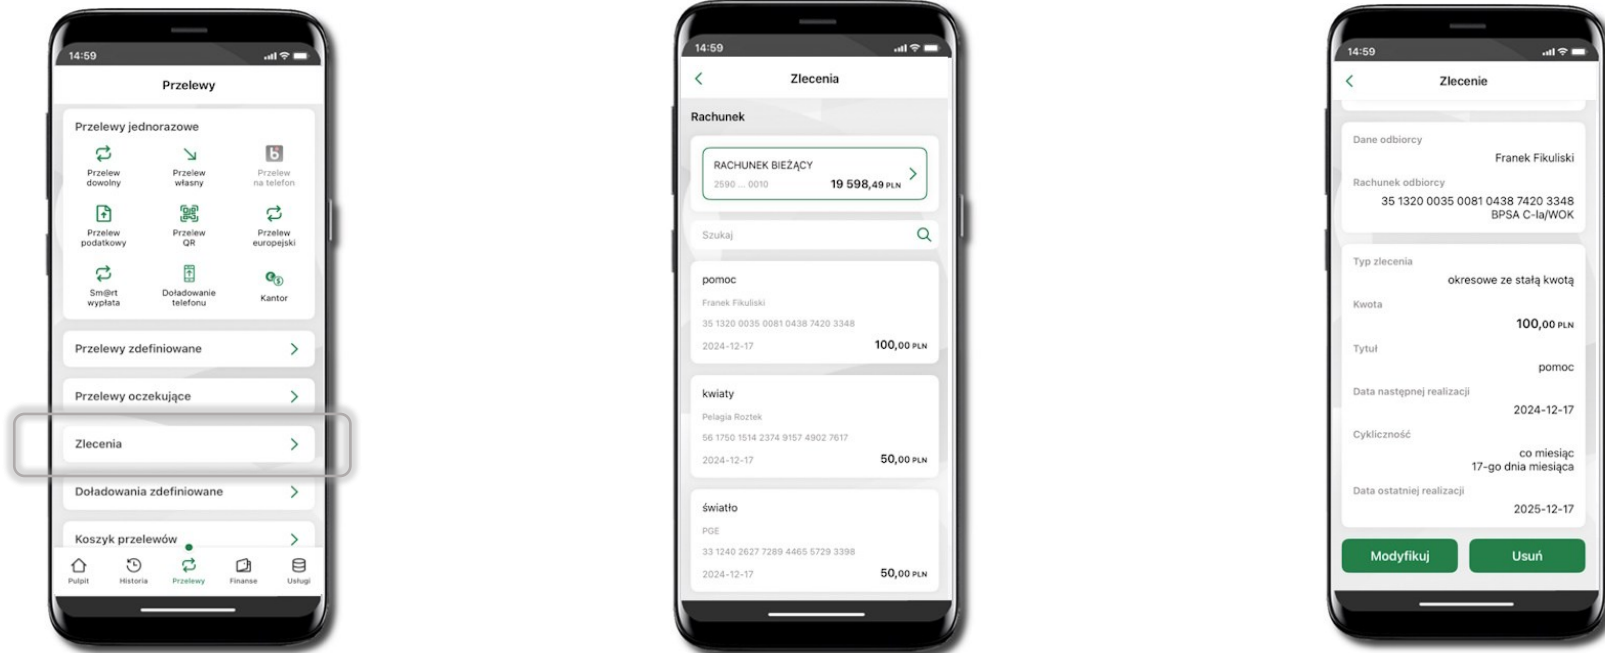 14:59
Przelewy
Przelewy jednorazowe
Przelew
dowolny
Przelew
własny
Przelew
na telefon
Przelew
podatkowy
Przelew
QR
Przelew
europejski
Sm@rt
wypłata
Doładowanie
telefonu
Kantor
Przelewy zdefiniowane
Przelewy oczekujące
Zlecenia
Doładowania zdefiniowane
Koszyk przelewów
Pulpit
Historia
Przelewy
Finanse
Usługi
14:59
Zlecenia
Rachunek
RACHUNEK BIEŻĄCY
2590 ... 0010 19 598,49 PLN
Szukaj
pomoc
Franek Fikuliski
35 1320 0035 0081 0438 7420 3348
2024-12-17 100,00 PLN
kwiaty
Pelagia Roztek
56 1750 1514 2374 9157 4902 7617
2024-12-17 50,00 PLN
światło
PGE
33 1240 2627 7289 4465 5729 3398
2024-12-17 50,00 PLN
14:59
Zlecenie
Dane odbiorcy
Franek Fikuliski
Rachunek odbiorcy
35 1320 0035 0081 0438 7420 3348
BPSA C-la/WOK
Typ zlecenia
okresowe ze stałą kwotą
Kwota
100,00 PLN
Tytuł
pomoc
Data następnej realizacji
2024-12-17
Cykliczność
co miesiąc
17-go dnia miesiąca
Data ostatniej realizacji
2025-12-17
Modyfikuj
Usuń